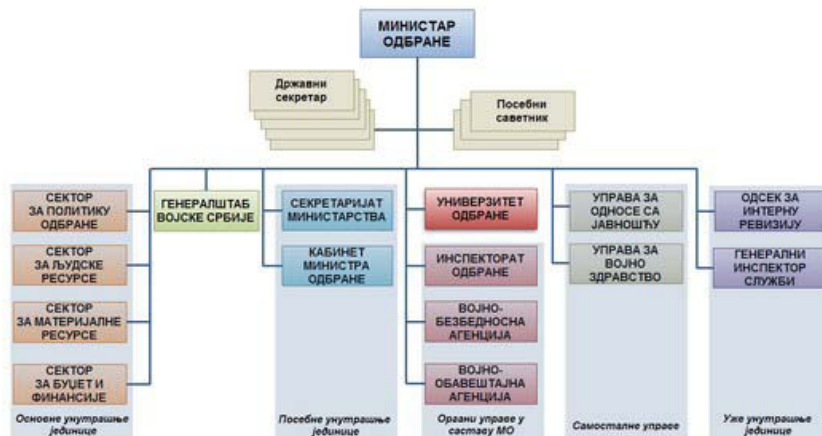 МИНИСТАР
ОДБРАНЕ
Државни
секретар
Посебни
саветник
СЕКТОР
ЗА ПОЛИТИКУ
ОДБРАНЕ
СЕКТОР
ЗА ЉУДСКЕ
РЕСУРСЕ
СЕКТОР
ЗА МАТЕРИЈАЛНЕ
РЕСУРСЕ
СЕКТОР
ЗА БУЏЕТ И
ФИНАНСИЈЕ
Основне унутрашње
јединице
ГЕНЕРАЛШТАБ
ВОЈСКЕ СРБИЈЕ
СЕКРЕТАРИЈАТ
МИНИСТАРСТВА
КАБИНЕТ
МИНИСТРА
ОДБРАНЕ
Посебне унутрашње
јединице
УНИВЕРЗИТЕТ
ОДБРАНЕ
ИНСПЕКТОРАТ
ОДБРАНЕ
ВОЈНО-
БЕЗБЕДНОСНА
АГЕНЦИЈА
ВОЈНО-
ОБАВЕШТАЈНА
АГЕНЦИЈА
Органи управе у
саставу МО
УПРАВА ЗА
ОДНОСЕ СА
ЈАВНОШЋУ
УПРАВА ЗА
ВОЈНО
ЗДРАВСТВО
Самосталне управе
ОДСЕК ЗА
ИНТЕРНУ
РЕВИЗИЈУ
ГЕНЕРАЛНИ
ИНСПЕКТОР
СЛУЖБИ
Уже унутрашње
јединице